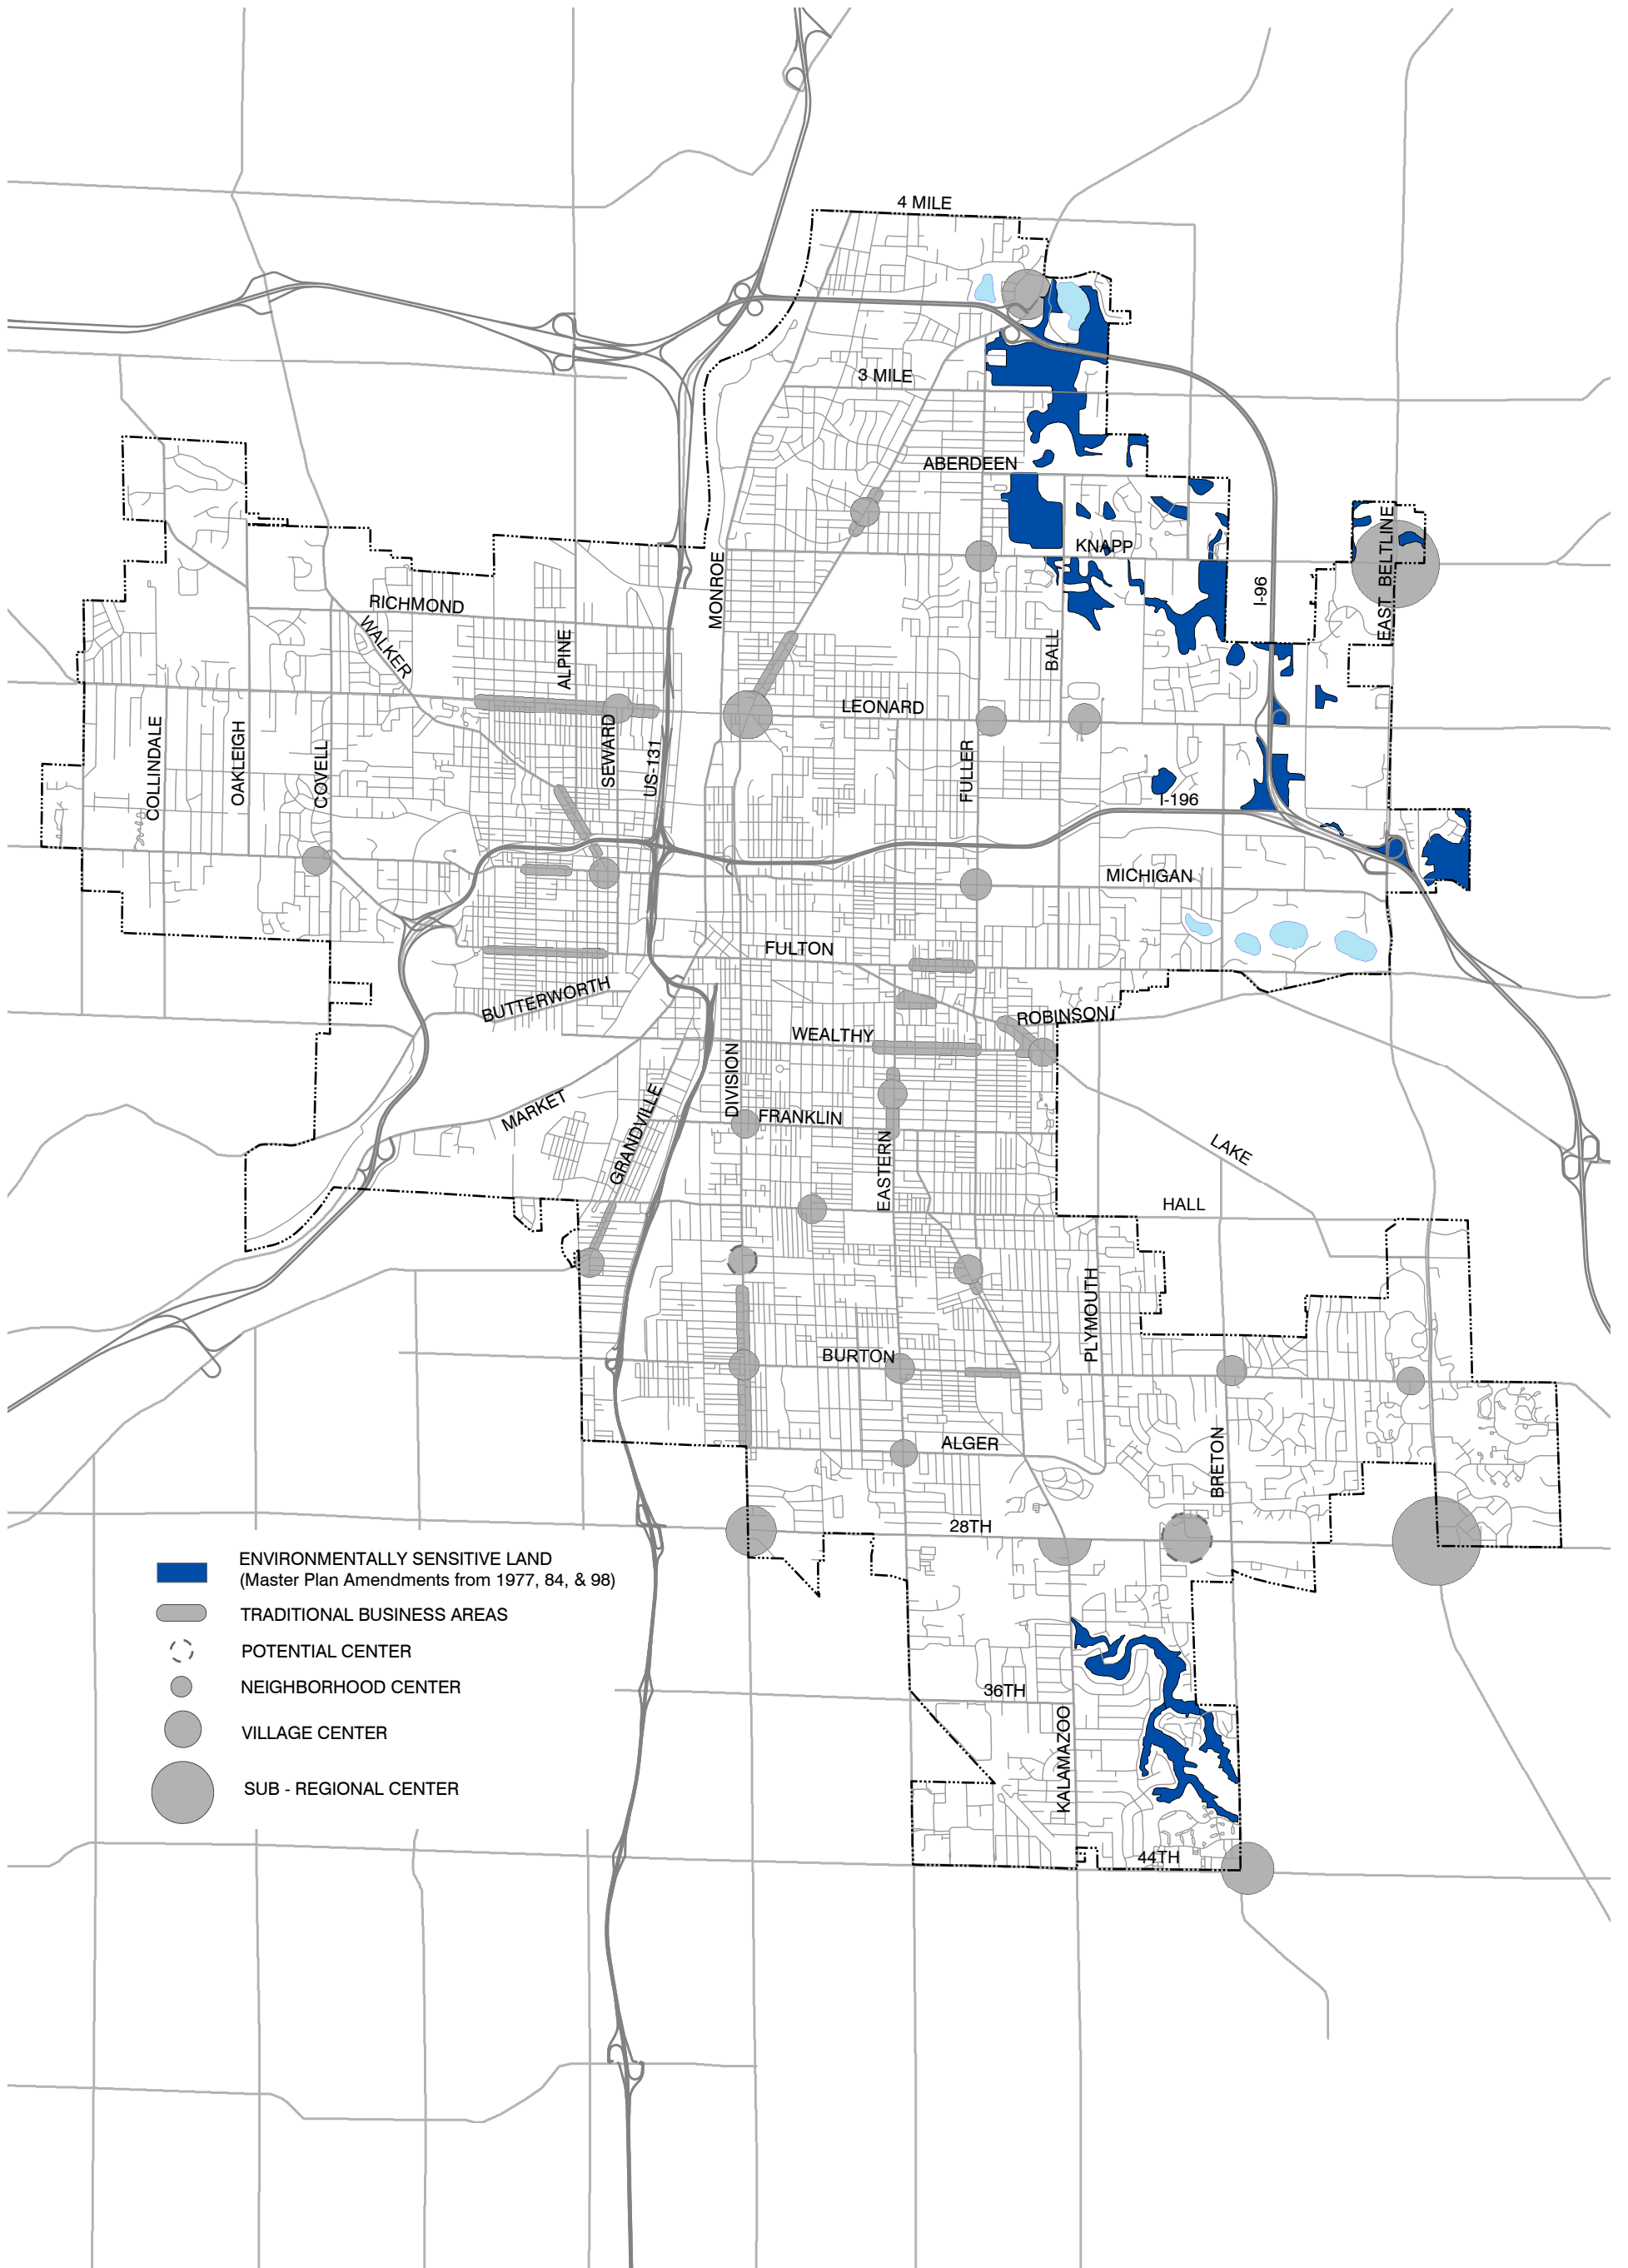 4 MILE
3 MILE
ABERDEEN
KNAPP
MONROE
EAST BELTLINE
I-96
RICHMOND
WALKER
ALPINE
BALL
LEONARD
COLLINDALE
OAKLEIGH
COVELL
SEWARD
US-131
FULLER
I-196
MICHIGAN
FULTON
BUTTERWORTH
ROBINSON
WEALTHY
DIVISION
MARKET
GRANDVILLE
FRANKLIN
EASTERN
LAKE
HALL
PLYMOUTH
BURTON
ALGER
BRETON
28TH
ENVIRONMENTALLY SENSITIVE LAND
(Master Plan Amendments from 1977, 84, & 98)
TRADITIONAL BUSINESS AREAS
POTENTIAL CENTER
NEIGHBORHOOD CENTER
VILLAGE CENTER
SUB - REGIONAL CENTER
36TH
KALAMAZOO
44TH